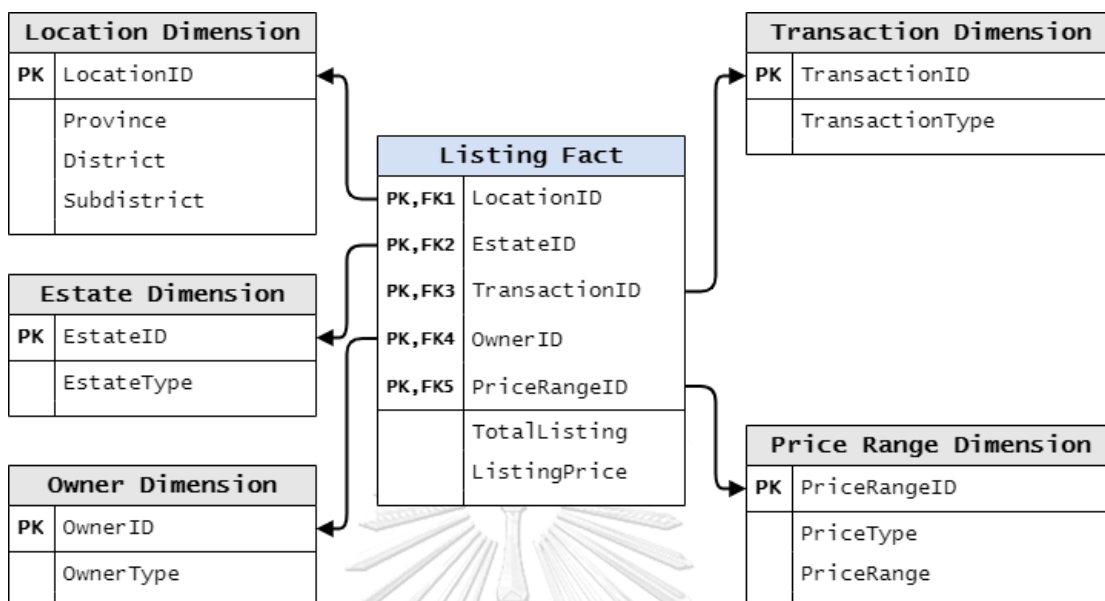 Location Dimension
PK LocationID
Province
District
Subdistrict
Estate Dimension
PK EstateID
EstateType
Owner Dimension
PK OwnerID
OwnerType
Listing Fact
PK,FK1 LocationID
PK,FK2 EstateID
PK,FK3 TransactionID
PK,FK4 OwnerID
PK,FK5 PriceRangeID
TotalListing
ListingPrice
Transaction Dimension
PK TransactionID
TransactionType
Price Range Dimension
PK PriceRangeID
PriceType
PriceRange